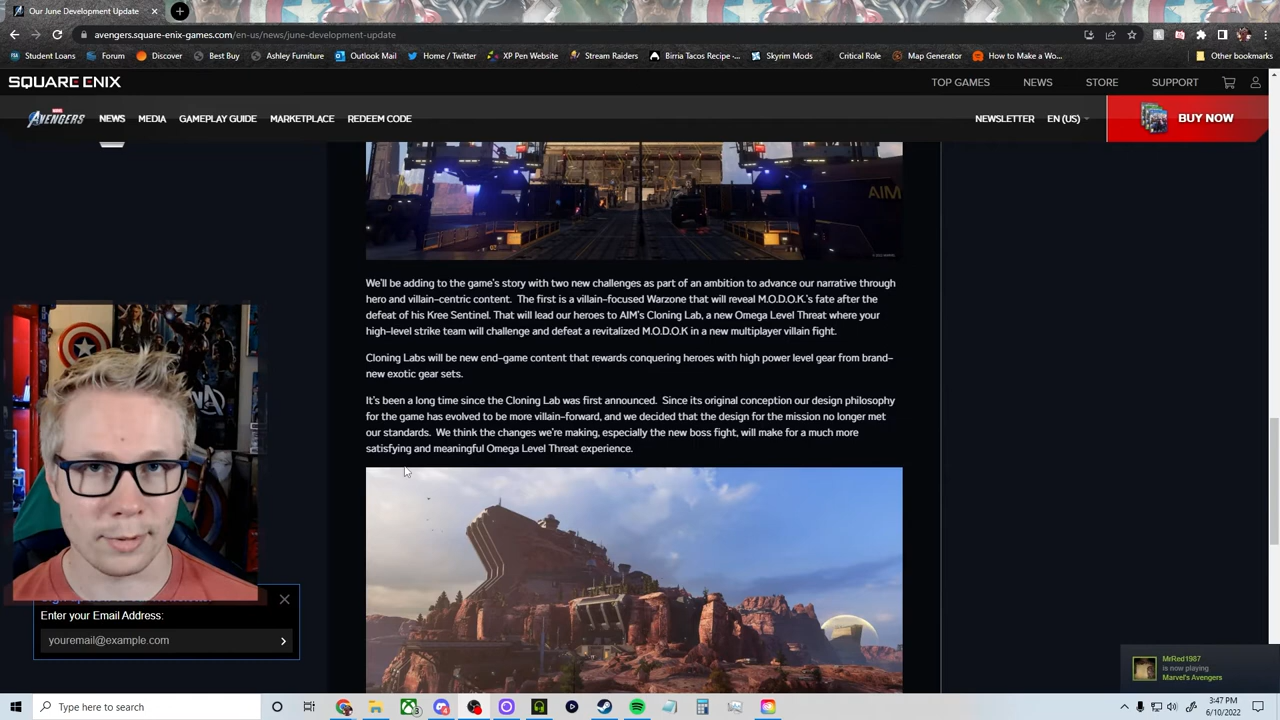 Our June Development Update
avengers.square-enix-games.com/en-us/news/june-development-update
Student Loans Forum Discover Best Buy Ashley Furniture Outlook Mail Home / Twitter XP Pen Website Stream Raiders Birria Tacos Recipe -... Skyrim Mods Critical Role Map Generator How to Make a Wo... Other bookmarks
SQUARE ENIX TOP GAMES NEWS STORE SUPPORT
MARVEL AVENGERS NEWS MEDIA GAMEPLAY GUIDE MARKETPLACE REDEEM CODE NEWSLETTER EN (US) BUY NOW
AIM
We'll be adding to the game's story with two new challenges as part of an ambition to advance our narrative through
hero and villain-centric content. The first is a villain-focused Warzone that will reveal M.O.D.O.K.'s fate after the
defeat of his Kree Sentinel. That will lead our heroes to AIM's Cloning Lab, a new Omega Level Threat where your
high-level strike team will challenge and defeat a revitalized M.O.D.O.K in a new multiplayer villain fight.
Cloning Labs will be new end-game content that rewards conquering heroes with high power level gear from brand-
new exotic gear sets.
It's been a long time since the Cloning Lab was first announced. Since its original conception our design philosophy
for the game has evolved to be more villain-forward, and we decided that the design for the mission no longer met
our standards. We think the changes we're making, especially the new boss fight, will make for a much more
satisfying and meaningful Omega Level Threat experience.
Enter your Email Address:
youremail@example.com
MrRed1987
is now playing
Marvel's Avengers
Type here to search
3:47 PM
6/10/2022